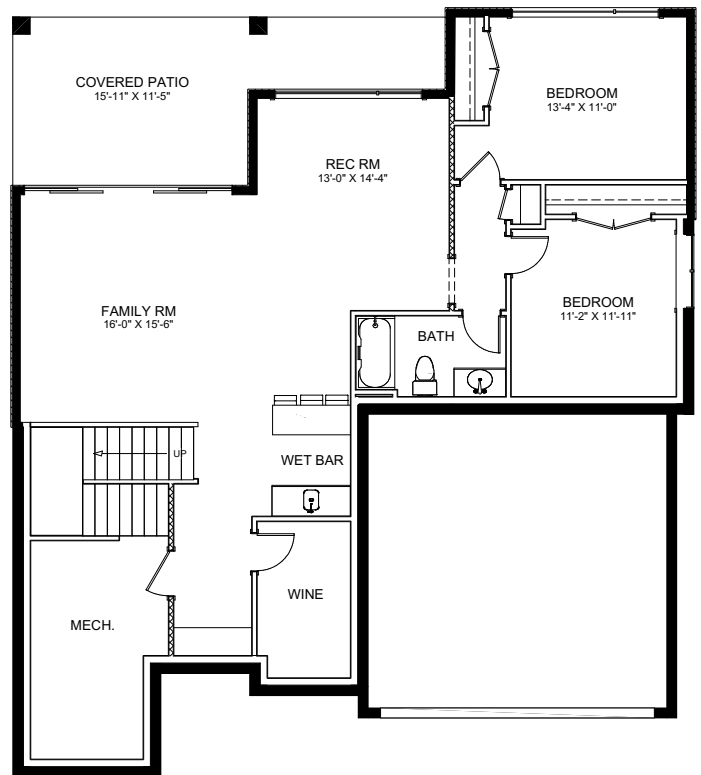 COVERED PATIO
15'-11" X 11'-5"
BEDROOM
13'-4" X 11'-0"
REC RM
13'-0" X 14'-4"
FAMILY RM
16'-0" X 15'-6"
BEDROOM
11'-2" X 11'-11"
BATH
UP
WET BAR
WINE
MECH.